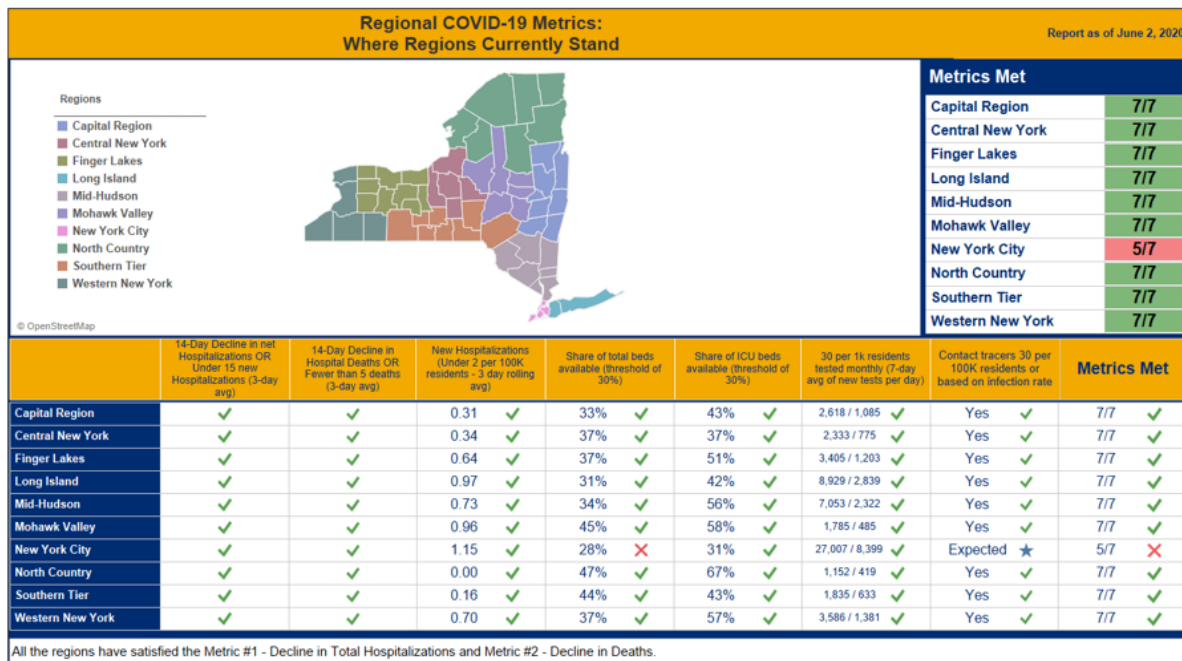 Regional COVID-19 Metrics:
Where Regions Currently Stand
Report as of June 2, 2020
Regions
Capital Region
Central New York
Finger Lakes
Long Island
Mid-Hudson
Mohawk Valley
New York City
North Country
Southern Tier
Western New York
© OpenStreetMap
Metrics Met
Capital Region 7/7
Central New York 7/7
Finger Lakes 7/7
Long Island 7/7
Mid-Hudson 7/7
Mohawk Valley 7/7
New York City 5/7
North Country 7/7
Southern Tier 7/7
Western New York 7/7
14-Day Decline in net
Hospitalizations OR
Under 15 new
Hospitalizations (3-day
avg)
14-Day Decline in
Hospital Deaths OR
Fewer than 5 deaths
(3-day avg)
New Hospitalizations
(Under 2 per 100K
residents - 3 day rolling
avg)
Share of total beds
available (threshold of
30%)
Share of ICU beds
available (threshold of
30%)
30 per 1k residents
tested monthly (7-day
avg of new tests per day)
Contact tracers 30 per
100K residents or
based on infection rate
Metrics Met
Capital Region ✓ ✓ 0.31 ✓ 33% ✓ 43% ✓ 2,618 / 1,085 ✓ Yes ✓ 7/7 ✓
Central New York ✓ ✓ 0.34 ✓ 37% ✓ 37% ✓ 2,333 / 775 ✓ Yes ✓ 7/7 ✓
Finger Lakes ✓ ✓ 0.64 ✓ 37% ✓ 51% ✓ 3,405 / 1,203 ✓ Yes ✓ 7/7 ✓
Long Island ✓ ✓ 0.97 ✓ 31% ✓ 42% ✓ 8,929 / 2,839 ✓ Yes ✓ 7/7 ✓
Mid-Hudson ✓ ✓ 0.73 ✓ 34% ✓ 56% ✓ 7,053 / 2,322 ✓ Yes ✓ 7/7 ✓
Mohawk Valley ✓ ✓ 0.96 ✓ 45% ✓ 58% ✓ 1,785 / 485 ✓ Yes ✓ 7/7 ✓
New York City ✓ ✓ 1.15 ✓ 28% ✗ 31% ✓ 27,007 / 8,399 ✓ Expected ★ 5/7 ✗
North Country ✓ ✓ 0.00 ✓ 47% ✓ 67% ✓ 1,152 / 419 ✓ Yes ✓ 7/7 ✓
Southern Tier ✓ ✓ 0.16 ✓ 44% ✓ 43% ✓ 1,835 / 633 ✓ Yes ✓ 7/7 ✓
Western New York ✓ ✓ 0.70 ✓ 37% ✓ 57% ✓ 3,586 / 1,381 ✓ Yes ✓ 7/7 ✓
All the regions have satisfied the Metric #1 - Decline in Total Hospitalizations and Metric #2 - Decline in Deaths.